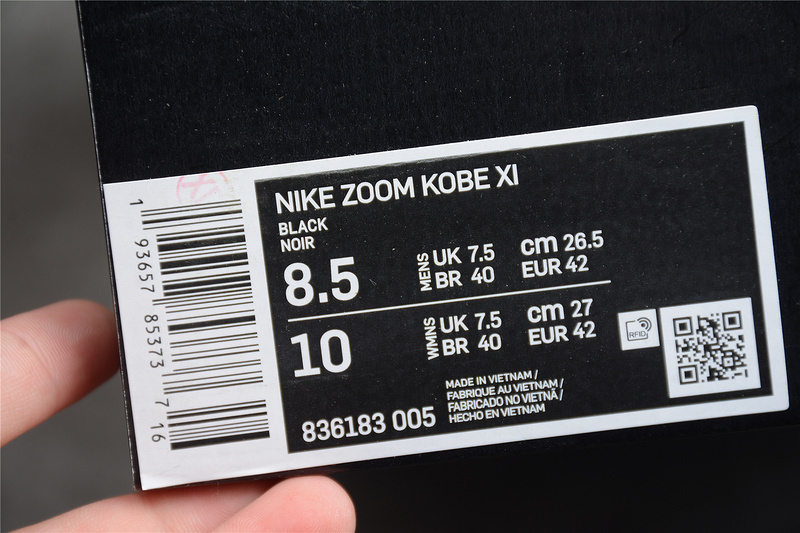 NIKE ZOOM KOBE XI
BLACK
NOIR
8.5
MENS
UK 7.5
BR 40
cm 26.5
EUR 42
10
WMNS
UK 7.5
BR 40
cm 27
EUR 42
RFID
MADE IN VIETNAM /
FABRIQUE AU VIETNAM /
FABRICADO NO VIETNÃ /
HECHO EN VIETNAM
836183 005
1 93657 85373 7 16